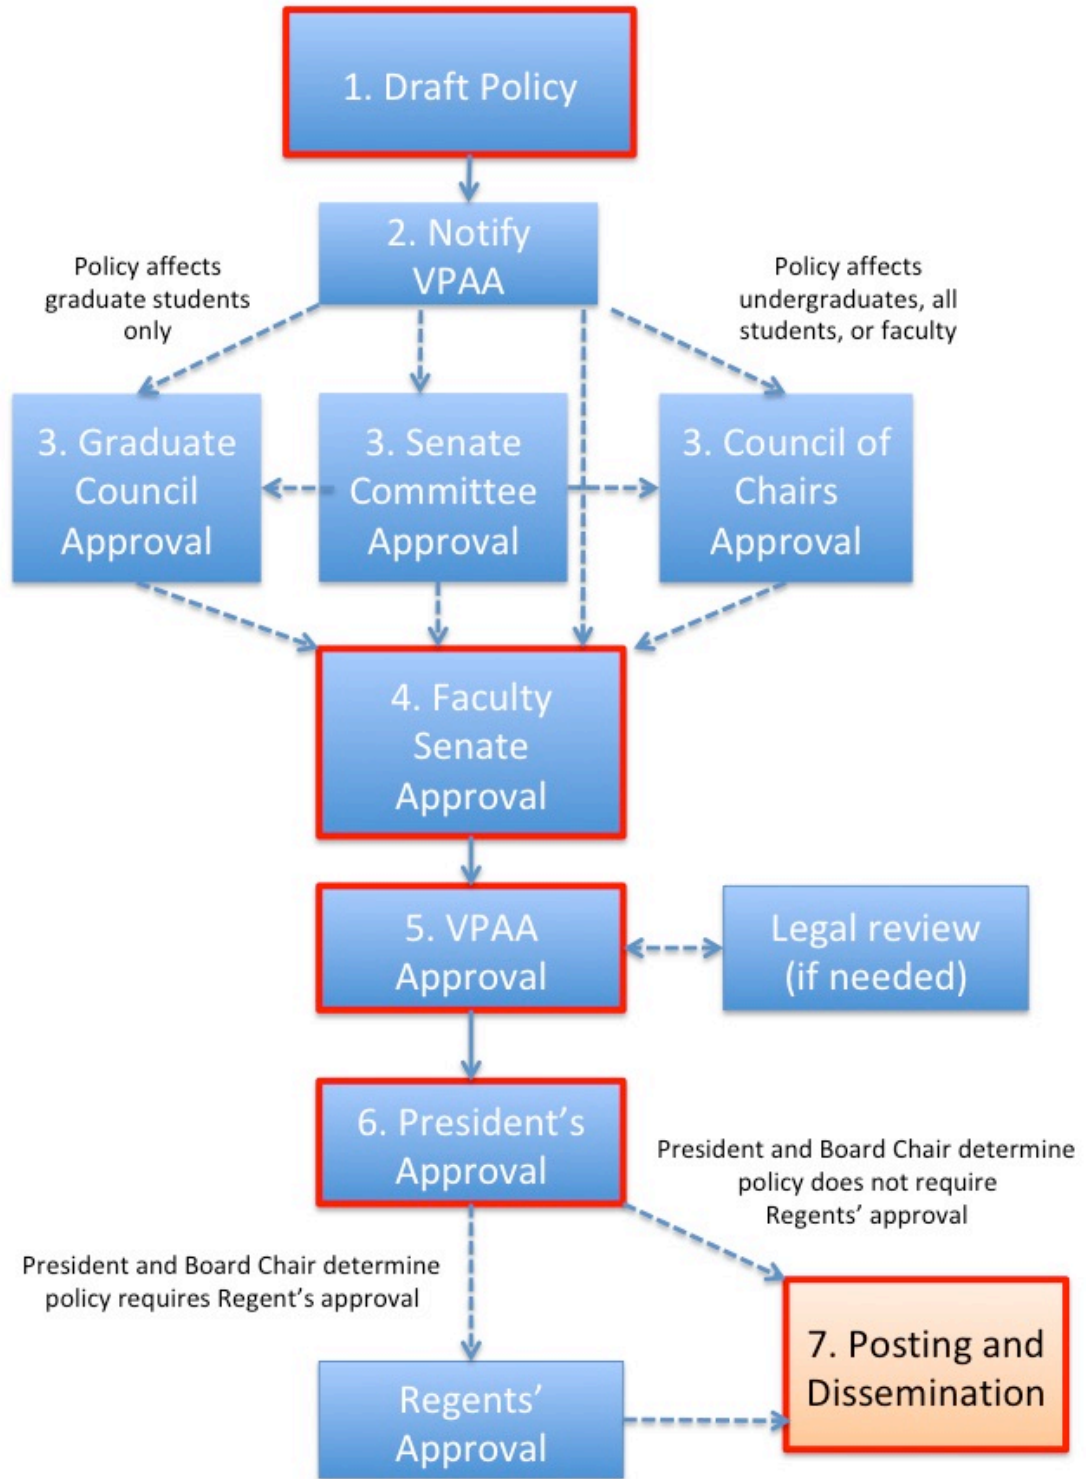 1. Draft Policy
2. Notify
VPAA
Policy affects
graduate students
only
Policy affects
undergraduates, all
students, or faculty
3. Graduate
Council
Approval
3. Senate
Committee
Approval
3. Council of
Chairs
Approval
4. Faculty
Senate
Approval
5. VPAA
Approval
Legal review
(if needed)
6. President’s
Approval
President and Board Chair determine
policy does not require
Regents’ approval
President and Board Chair determine
policy requires Regent’s approval
7. Posting and
Dissemination
Regents’
Approval